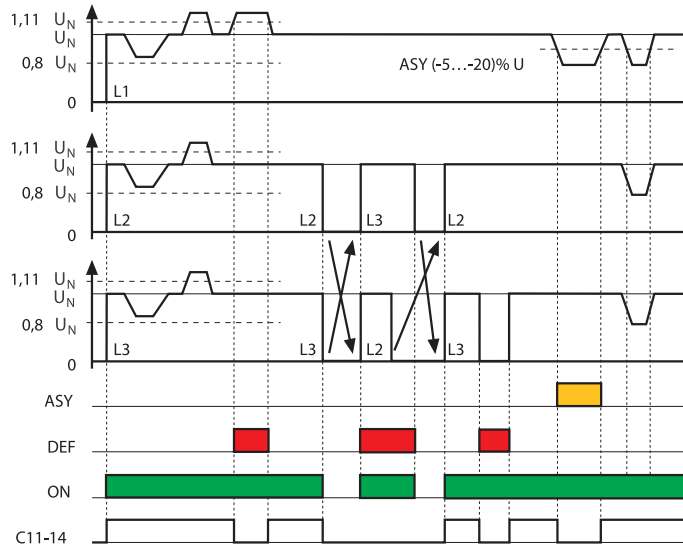 1,11 U_N
U_N
0,8 U_N
ASY (-5...-20)% U
0
L1
1,11 U_N
U_N
0,8 U_N
L2 L2 L3 L2
0
1,11 U_N
U_N
0,8 U_N
L3 L3 L2 L3
0
ASY
DEF
ON
C11-14